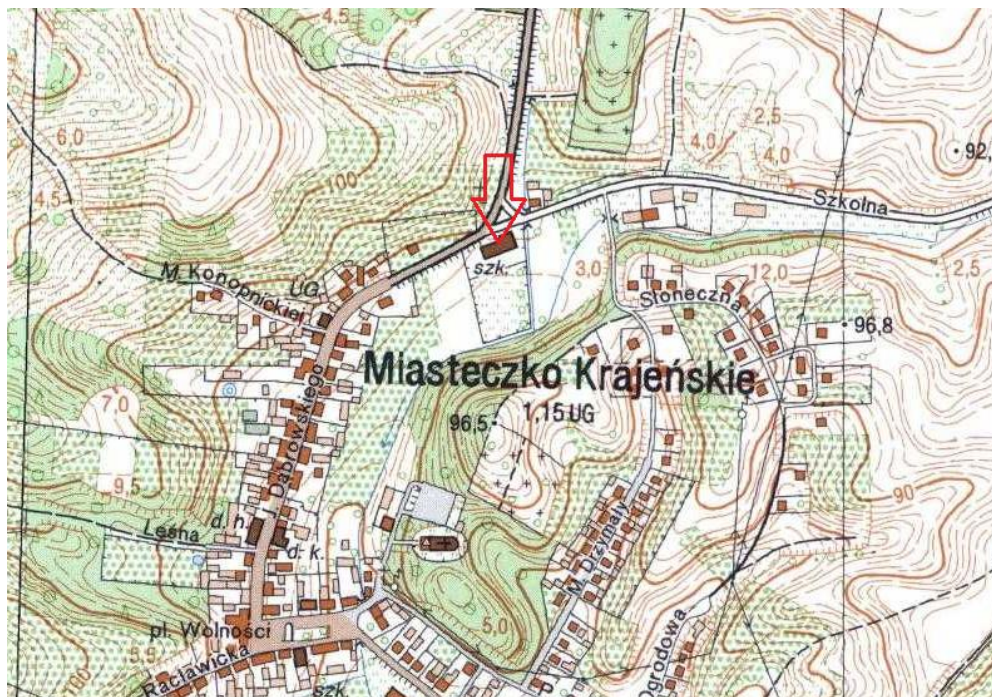 4,5
6,0
100
2,5
4,0
4,0
92,
4,5
Szkolna
szk.
3,0
M. Konopnickiej
UG
12,0
2,5
Słoneczna
96,8
Miasteczko Krajeńskie
J. Dąbrowskiego
7,0
96,5
1,15 UG
9,5
90
Leśna
d. h.
d. k.
M. Drzymały
5,0
pl. Wolności
Ogrodowa
5,9
Racławicka
100
szk.